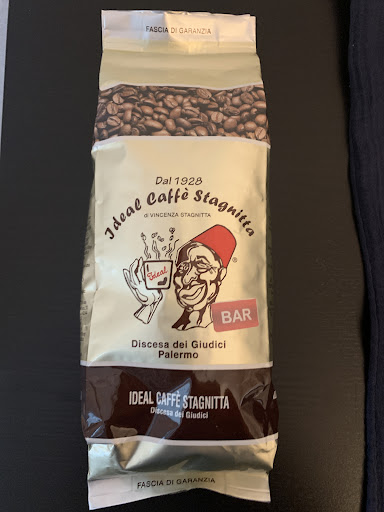 FASCIA DI GARANZIA
Dal 1928
Ideal Caffè Stagnitta
di VINCENZA STAGNITTA
Ideal
®
BAR
Discesa dei Giudici
Palermo
IDEAL CAFFÈ STAGNITTA
Discesa dei Giudici
FASCIA DI GARANZIA